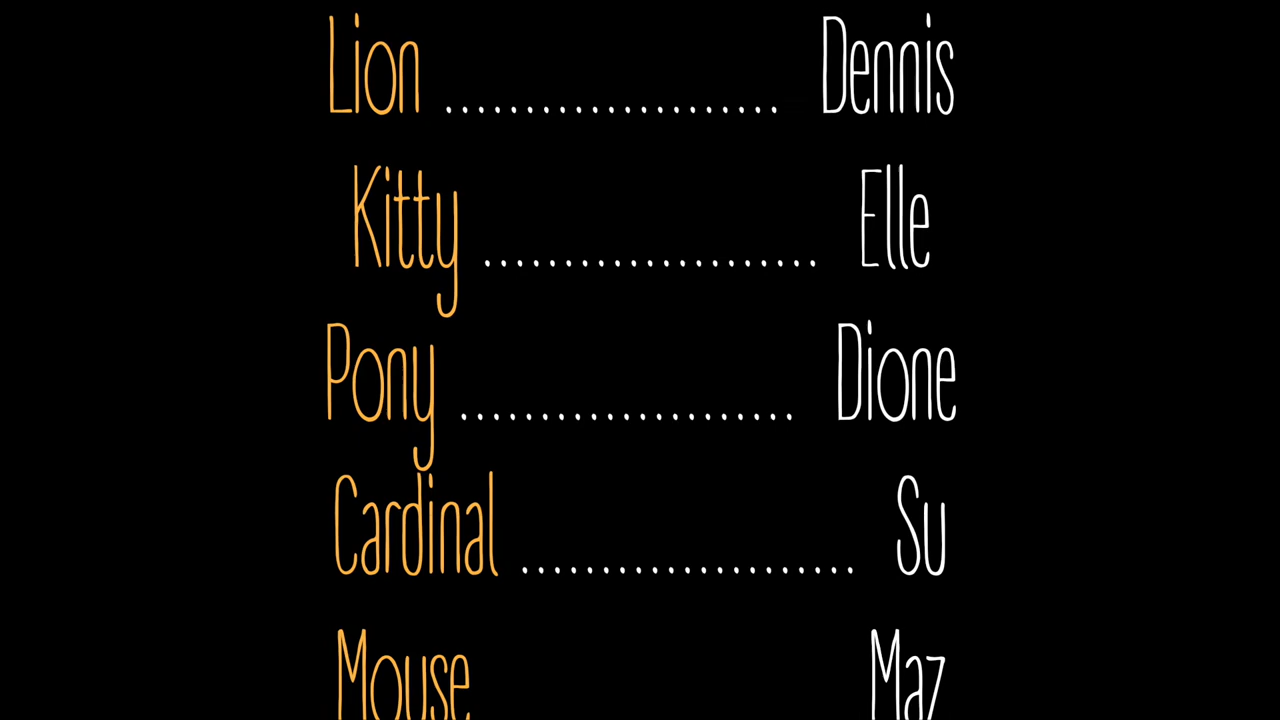 Lion .................... Dennis
Kitty .................... Elle
Pony .................... Dione
Cardinal .................... Su
Mouse Maz